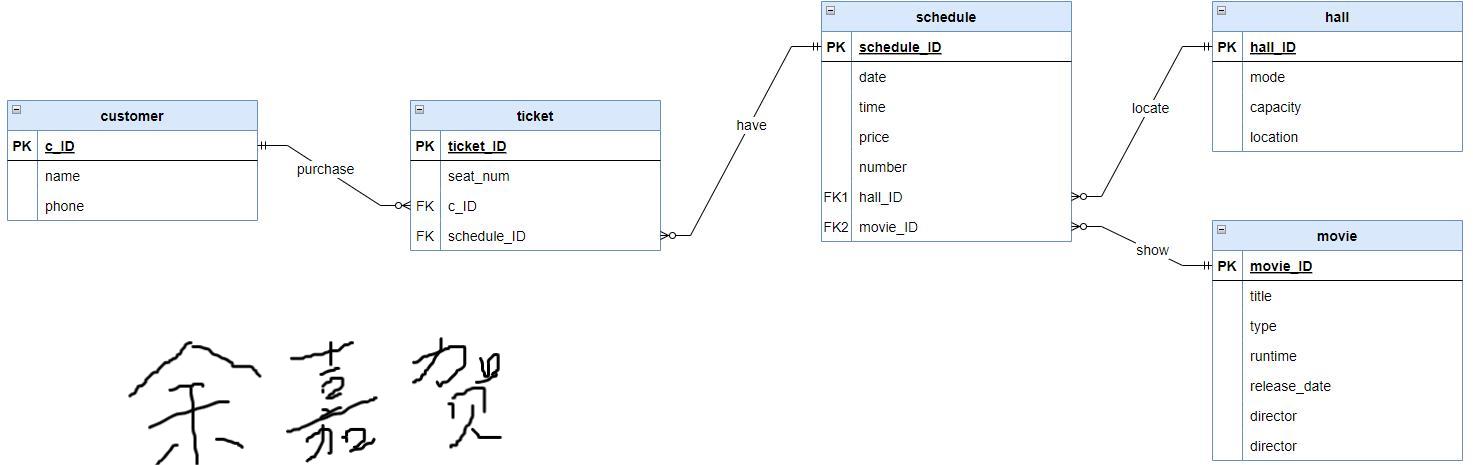 customer
PK c_ID
name
phone
purchase
ticket
PK ticket_ID
seat_num
FK c_ID
FK schedule_ID
have
schedule
PK schedule_ID
date
time
price
number
FK1 hall_ID
FK2 movie_ID
locate
hall
PK hall_ID
mode
capacity
location
show
movie
PK movie_ID
title
type
runtime
release_date
director
director
余嘉贺